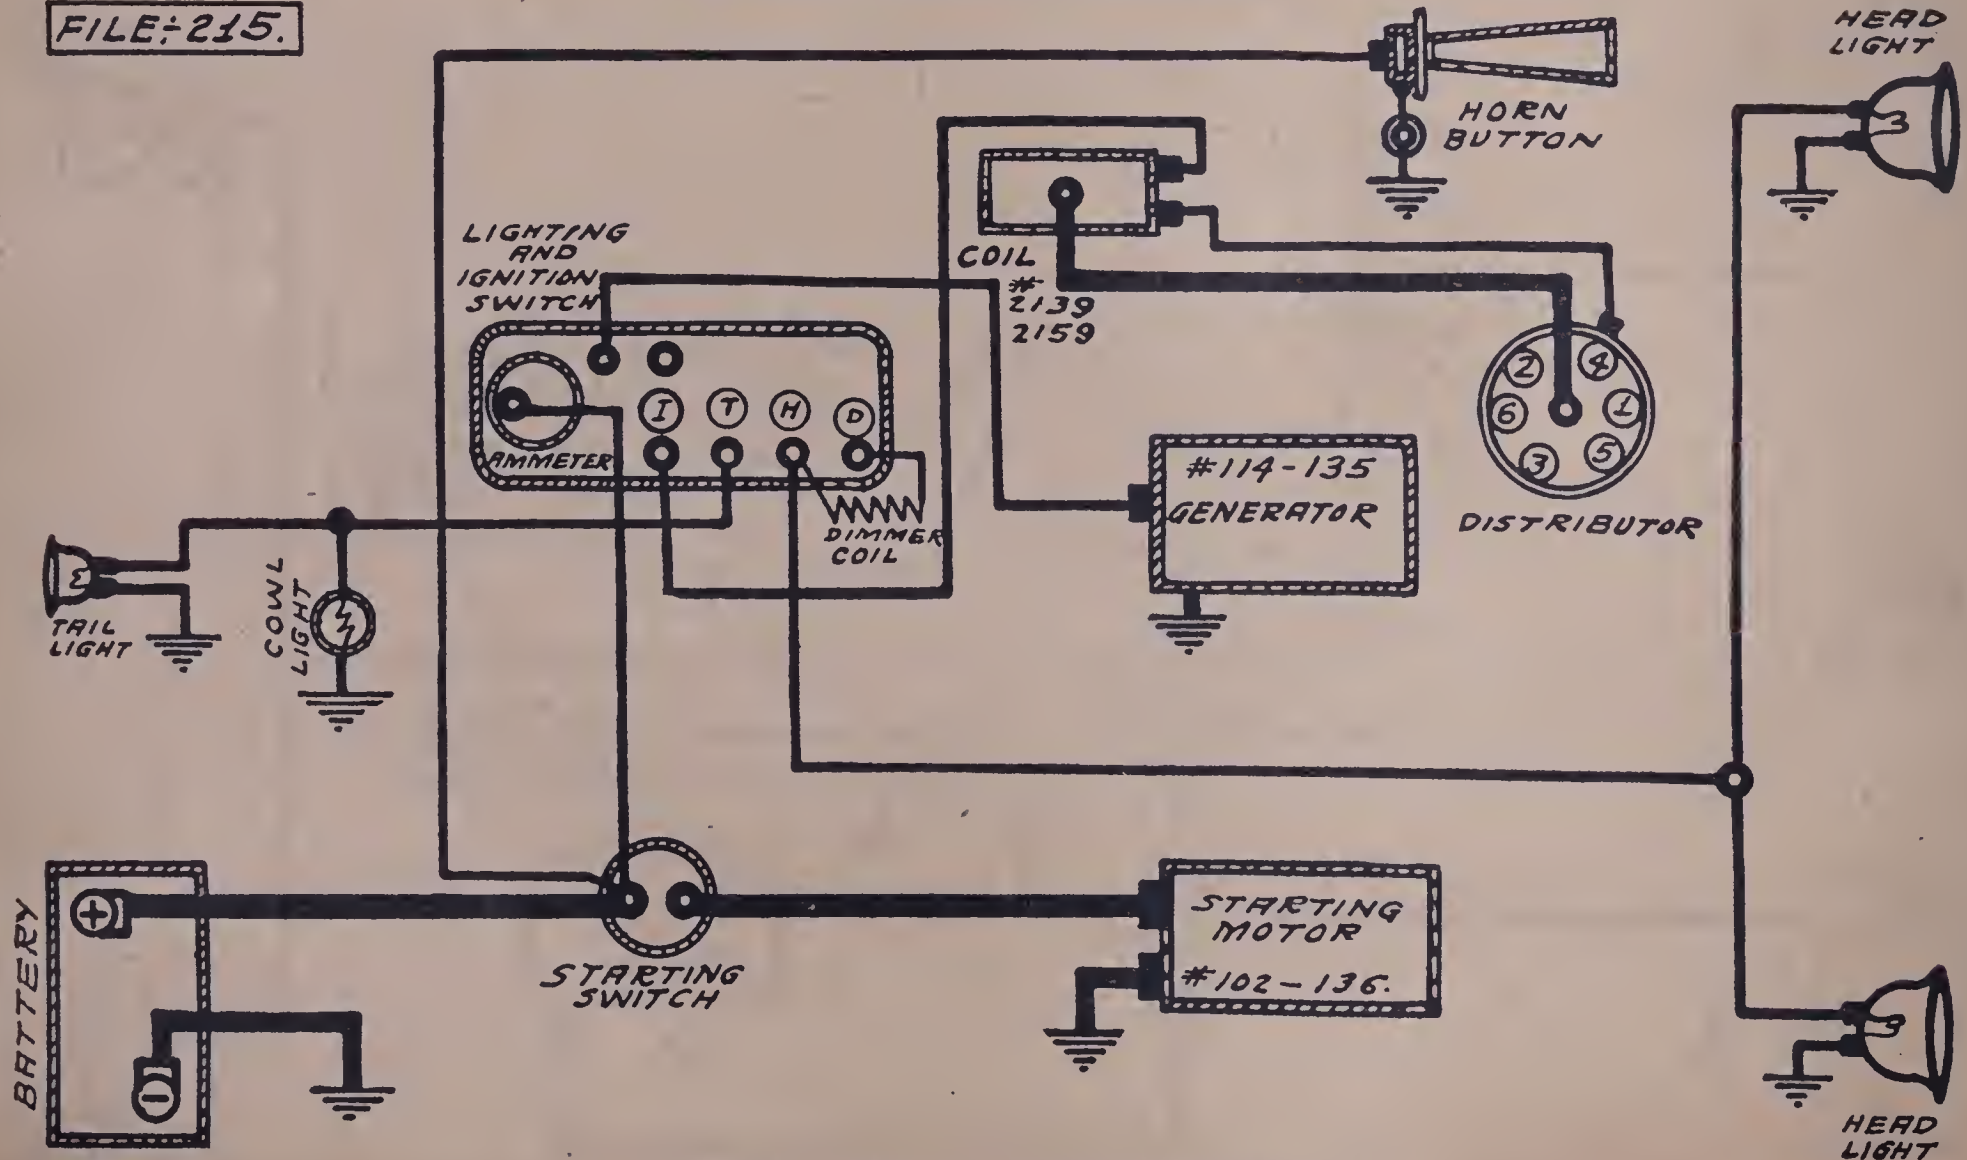 FILE÷215.
HEAD
LIGHT
HORN
BUTTON
LIGHTING
AND
IGNITION
SWITCH
COIL
#
2139
2159
2
4
6
1
3
5
DISTRIBUTOR
I T H D
AMMETER
DIMMER
COIL
#114-135
GENERATOR
TAIL
LIGHT
COWL
LIGHT
BATTERY
+
-
STARTING
SWITCH
STARTING
MOTOR
#102-136.
HEAD
LIGHT